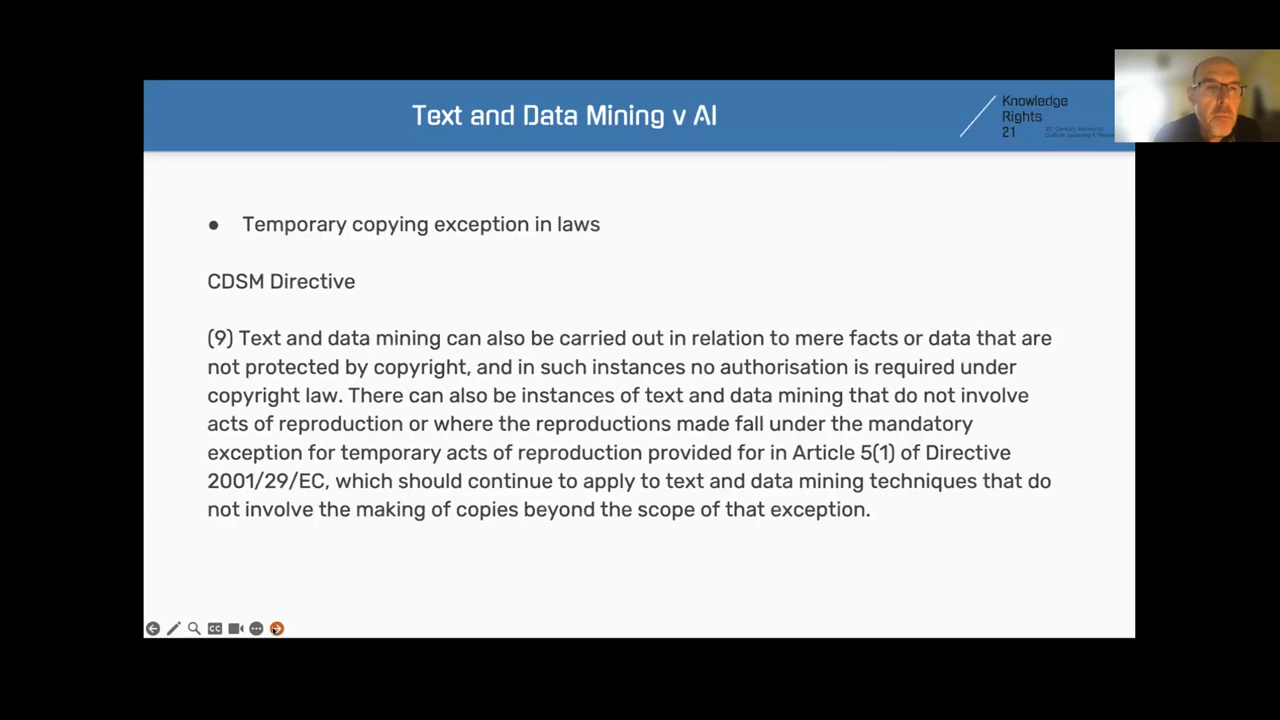 Text and Data Mining v AI
Knowledge
Rights
21
● Temporary copying exception in laws
CDSM Directive
(9) Text and data mining can also be carried out in relation to mere facts or data that are
not protected by copyright, and in such instances no authorisation is required under
copyright law. There can also be instances of text and data mining that do not involve
acts of reproduction or where the reproductions made fall under the mandatory
exception for temporary acts of reproduction provided for in Article 5(1) of Directive
2001/29/EC, which should continue to apply to text and data mining techniques that do
not involve the making of copies beyond the scope of that exception.
CC